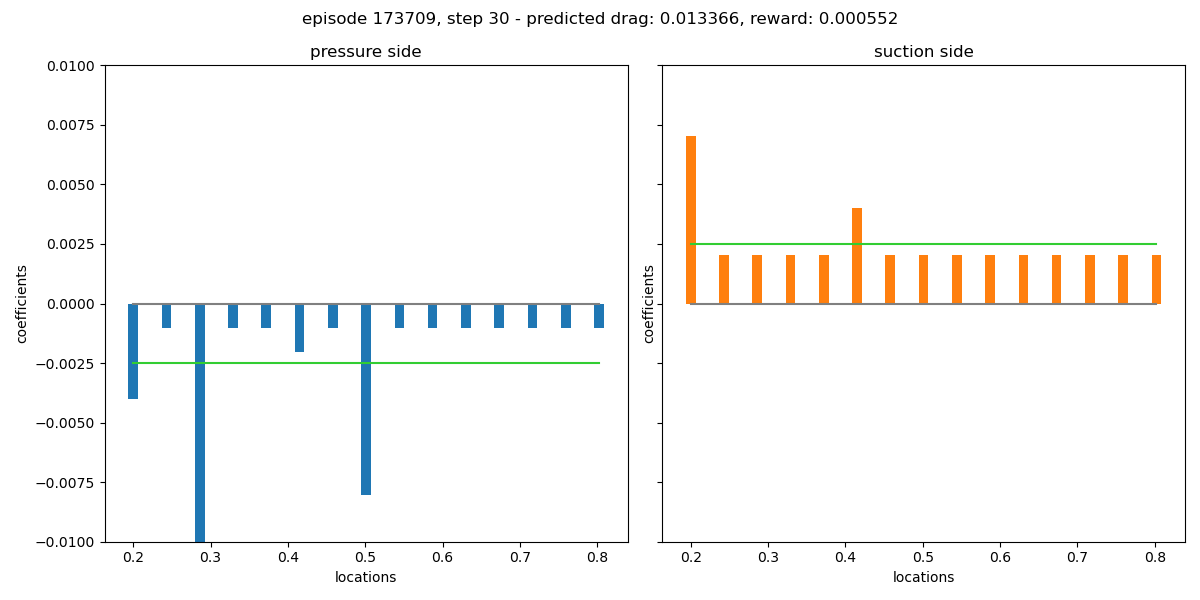 episode 173709, step 30 - predicted drag: 0.013366, reward: 0.000552
pressure side
suction side
0.0100
0.0075
0.0050
0.0025
0.0000
−0.0025
−0.0050
−0.0075
−0.0100
coefficients
0.2 0.3 0.4 0.5 0.6 0.7 0.8
locations
coefficients
0.2 0.3 0.4 0.5 0.6 0.7 0.8
locations